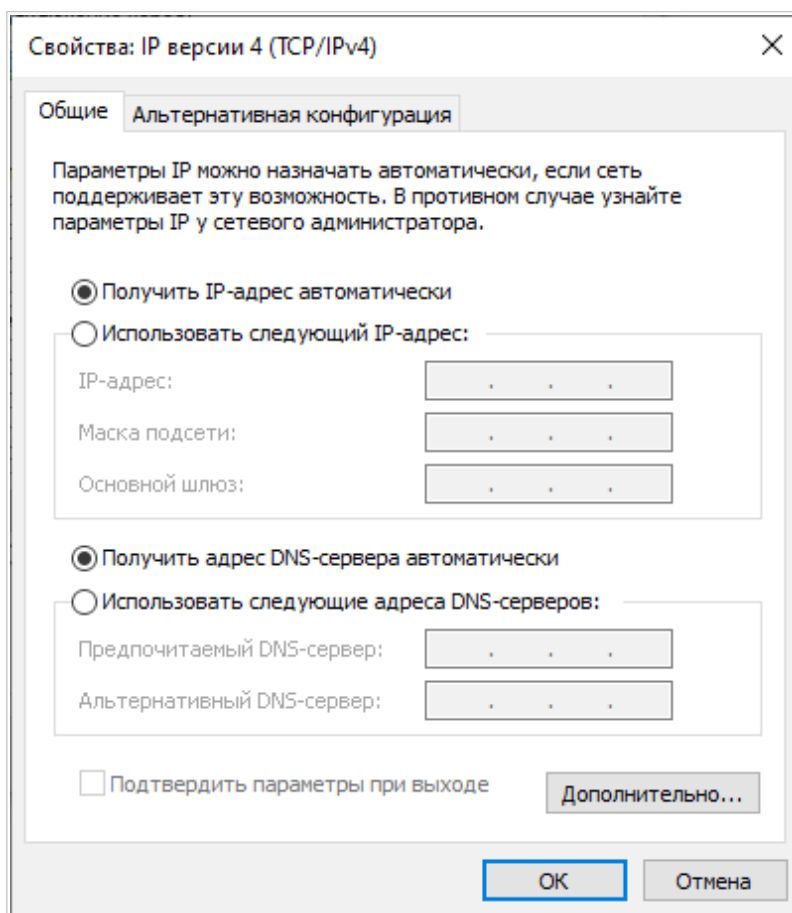 Свойства: IP версии 4 (TCP/IPv4)
Общие
Альтернативная конфигурация
Параметры IP можно назначать автоматически, если сеть
поддерживает эту возможность. В противном случае узнайте
параметры IP у сетевого администратора.
Получить IP-адрес автоматически
Использовать следующий IP-адрес:
IP-адрес:
Маска подсети:
Основной шлюз:
Получить адрес DNS-сервера автоматически
Использовать следующие адреса DNS-серверов:
Предпочитаемый DNS-сервер:
Альтернативный DNS-сервер:
Подтвердить параметры при выходе
Дополнительно...
ОК
Отмена